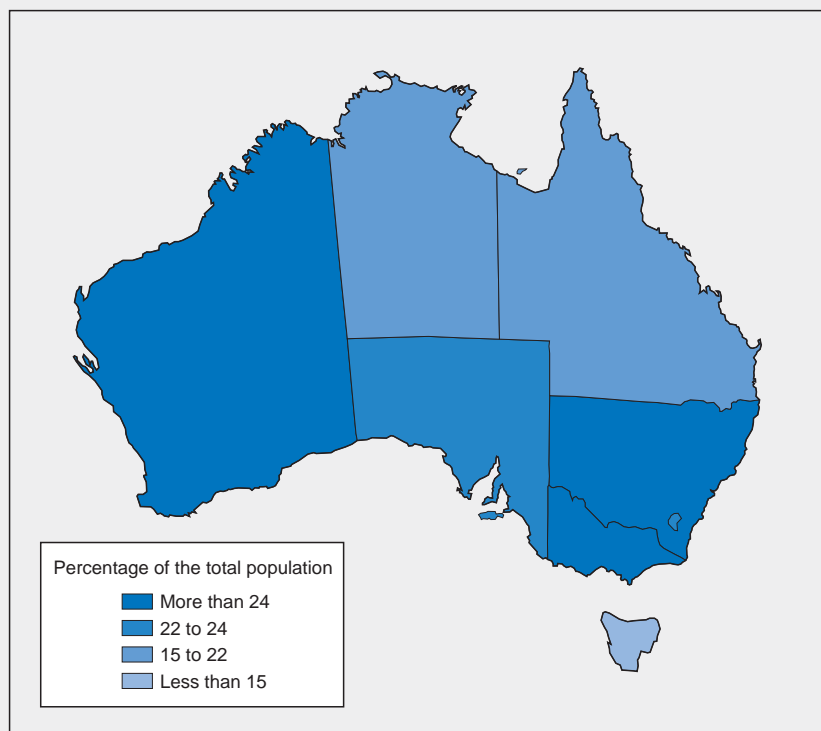 Percentage of the total population
More than 24
22 to 24
15 to 22
Less than 15